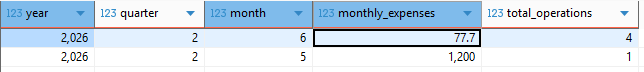 123 year 123 quarter 123 month 123 monthly_expenses 123 total_operations
2,026 2 6 77.7 4
2,026 2 5 1,200 1